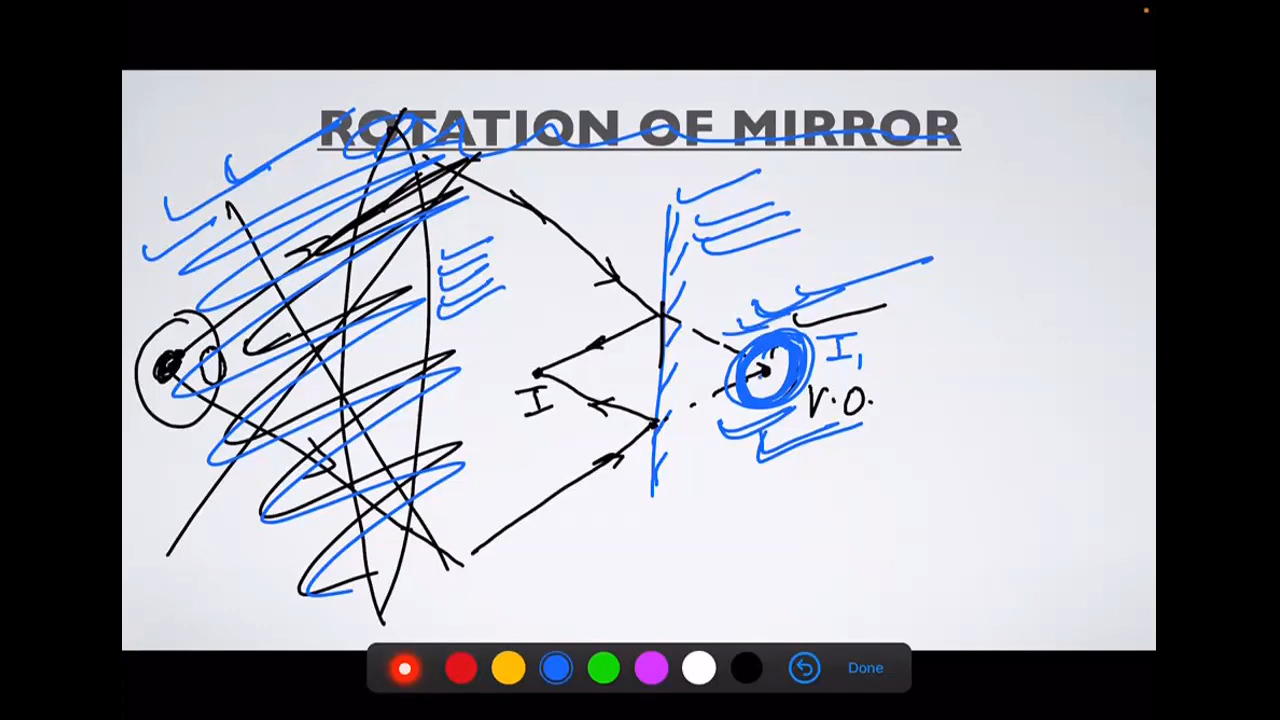 ROTATION OF MIRROR
O
I
I₁
V.O.
Done